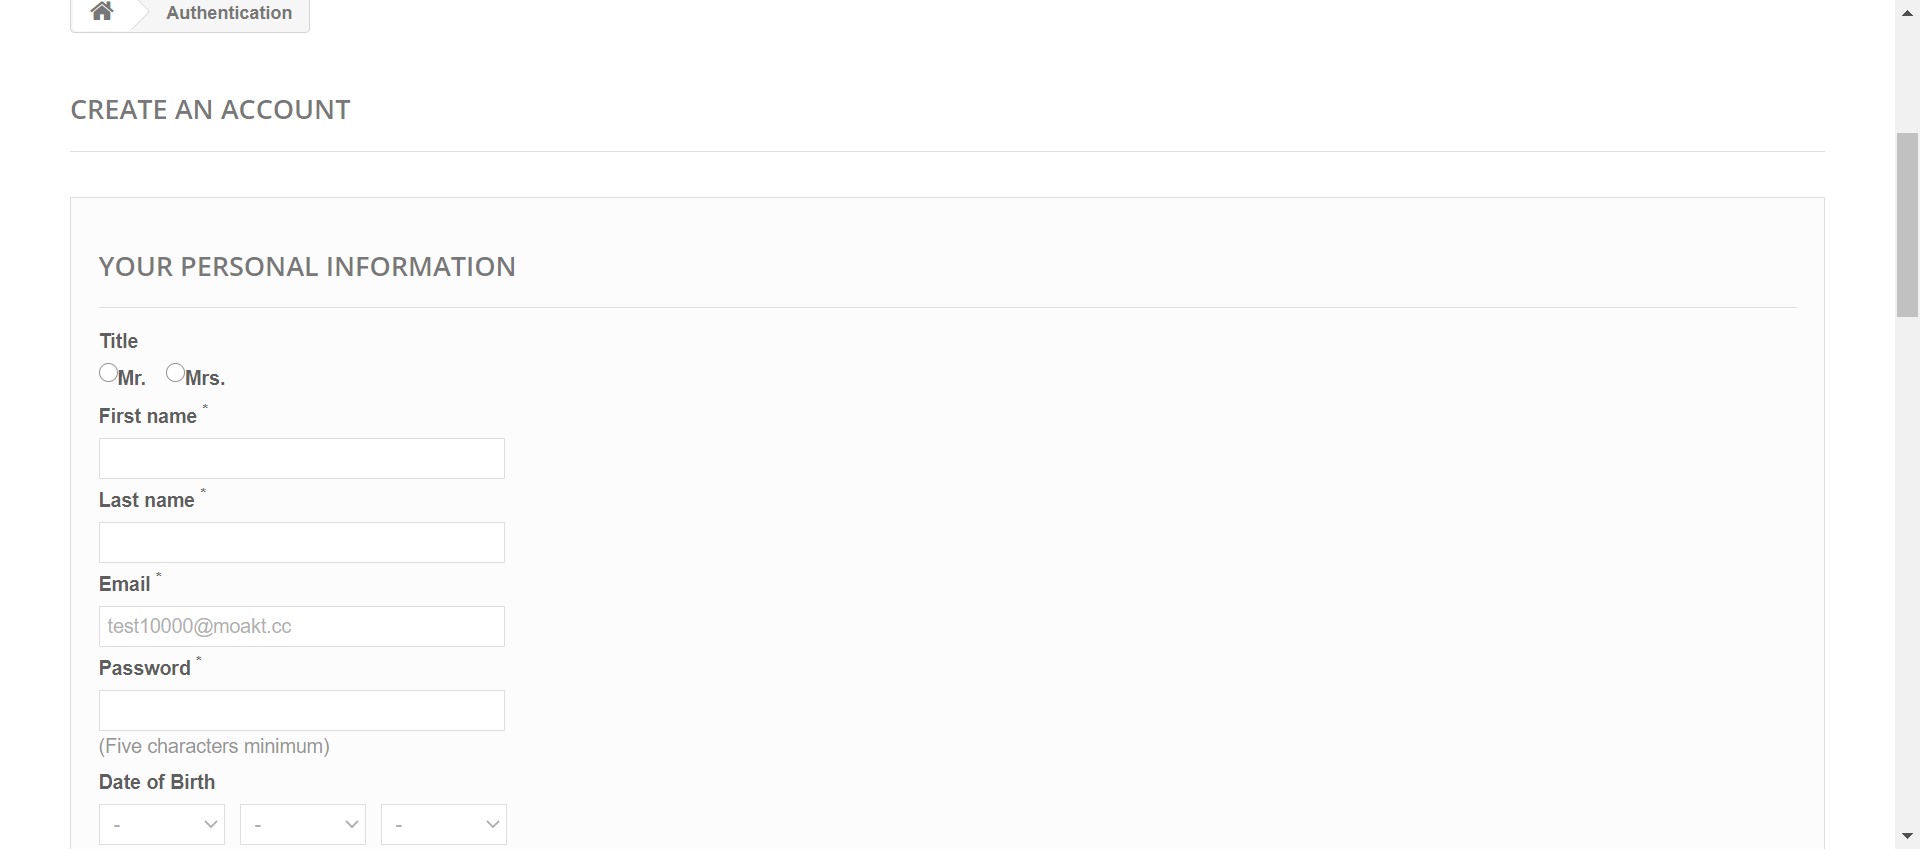 Authentication
CREATE AN ACCOUNT
YOUR PERSONAL INFORMATION
Title
Mr. Mrs.
First name *
Last name *
Email *
test10000@moakt.cc
Password *
(Five characters minimum)
Date of Birth
- - -